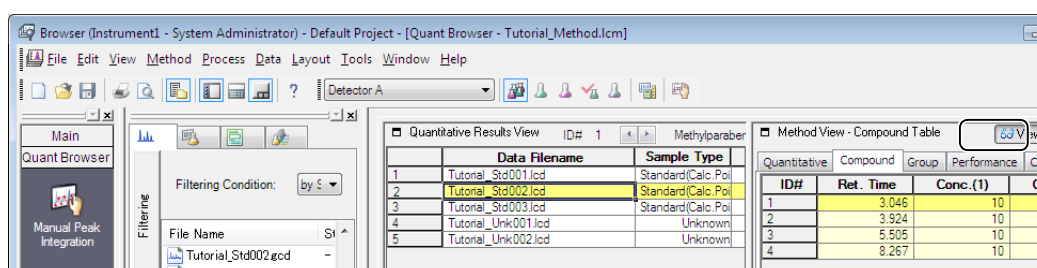 Browser (Instrument1 - System Administrator) - Default Project - [Quant Browser - Tutorial_Method.lcm]
File Edit View Method Process Data Layout Tools Window Help
? Detector A
Main
Quant Browser
Manual Peak
Integration
Filtering
Filtering Condition: by S
File Name St
Tutorial_Std002.gcd -
Quantitative Results View ID# 1 Methylparaber
Data Filename Sample Type
1 Tutorial_Std001.lcd Standard(Calc.Poi
2 Tutorial_Std002.lcd Standard(Calc.Poi
3 Tutorial_Std003.lcd Standard(Calc.Poi
4 Tutorial_Unk001.lcd Unknown
5 Tutorial_Unk002.lcd Unknown
Method View - Compound Table
Quantitative Compound Group Performance
ID# Ret. Time Conc.(1)
1 3.046 10
2 3.924 10
3 5.505 10
4 8.267 10